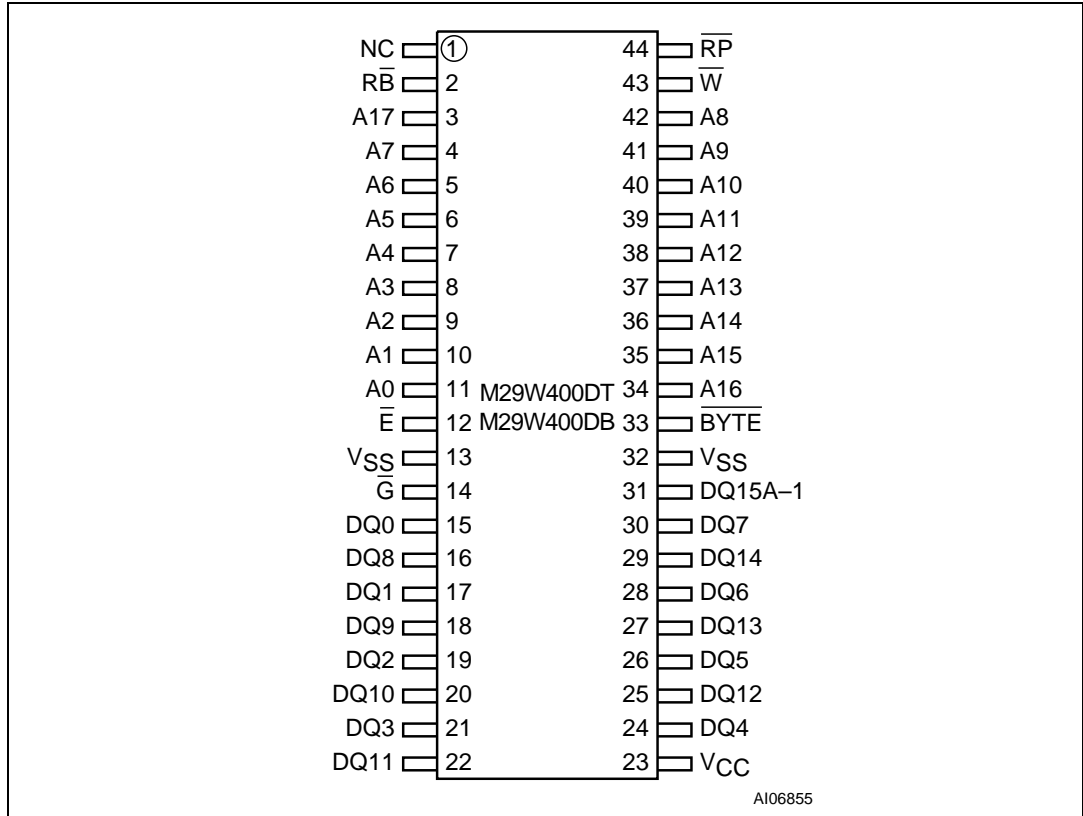 NC 1 44 R̅P̅
RB̅ 2 43 W̅
A17 3 42 A8
A7 4 41 A9
A6 5 40 A10
A5 6 39 A11
A4 7 38 A12
A3 8 37 A13
A2 9 36 A14
A1 10 35 A15
A0 11 M29W400DT 34 A16
E̅ 12 M29W400DB 33 B̅Y̅T̅E̅
VSS 13 32 VSS
G̅ 14 31 DQ15A–1
DQ0 15 30 DQ7
DQ8 16 29 DQ14
DQ1 17 28 DQ6
DQ9 18 27 DQ13
DQ2 19 26 DQ5
DQ10 20 25 DQ12
DQ3 21 24 DQ4
DQ11 22 23 VCC
AI06855